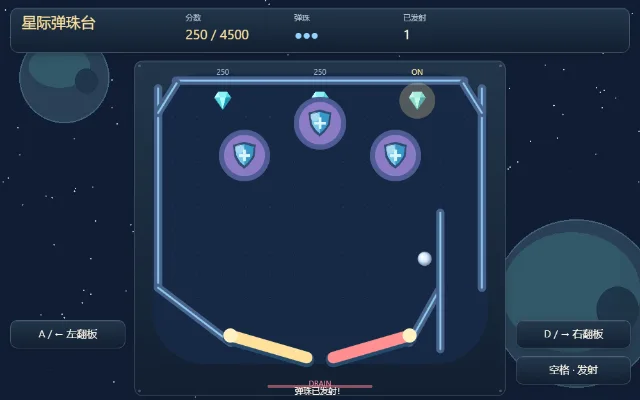 星际弹珠台
分数
弹珠
已发射
250 / 4500
1
250
250
ON
A / ← 左翻板
D / → 右翻板
空格 · 发射
DRAIN
弹珠已发射!